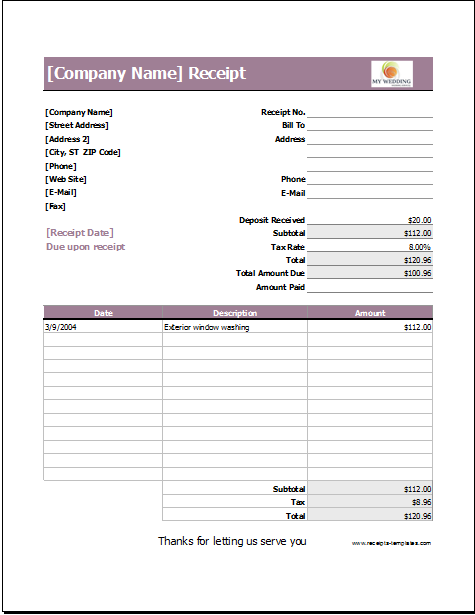 [Company Name] Receipt
MY WEDDING
[Company Name]
[Street Address]
[Address 2]
[City, ST ZIP Code]
[Phone]
[Web Site]
[E-Mail]
[Fax]
Receipt No.
Bill To
Address
Phone
E-Mail
[Receipt Date]
Due upon receipt
Deposit Received $20.00
Subtotal $112.00
Tax Rate 8.00%
Total $120.96
Total Amount Due $100.96
Amount Paid
Date Description Amount
3/9/2004 Exterior window washing $112.00
Subtotal $112.00
Tax $8.96
Total $120.96
Thanks for letting us serve you
www.receipts-templates.com